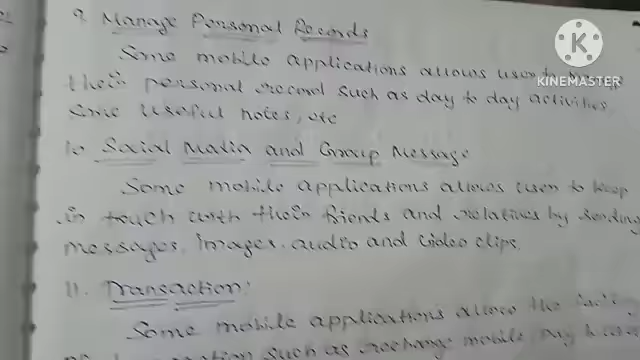 9. Manage Personal Records
Some mobile applications allows user to
their personal record such as day to day activities,
some useful notes, etc
10 Social Media and Group Message
Some mobile applications allows user to keep
in touch with their friends and relatives by sending
messages, images, audio and video clips.
11. Transaction:
Some mobile applications allows the
such as recharge mobile, pay
K
KINEMASTER